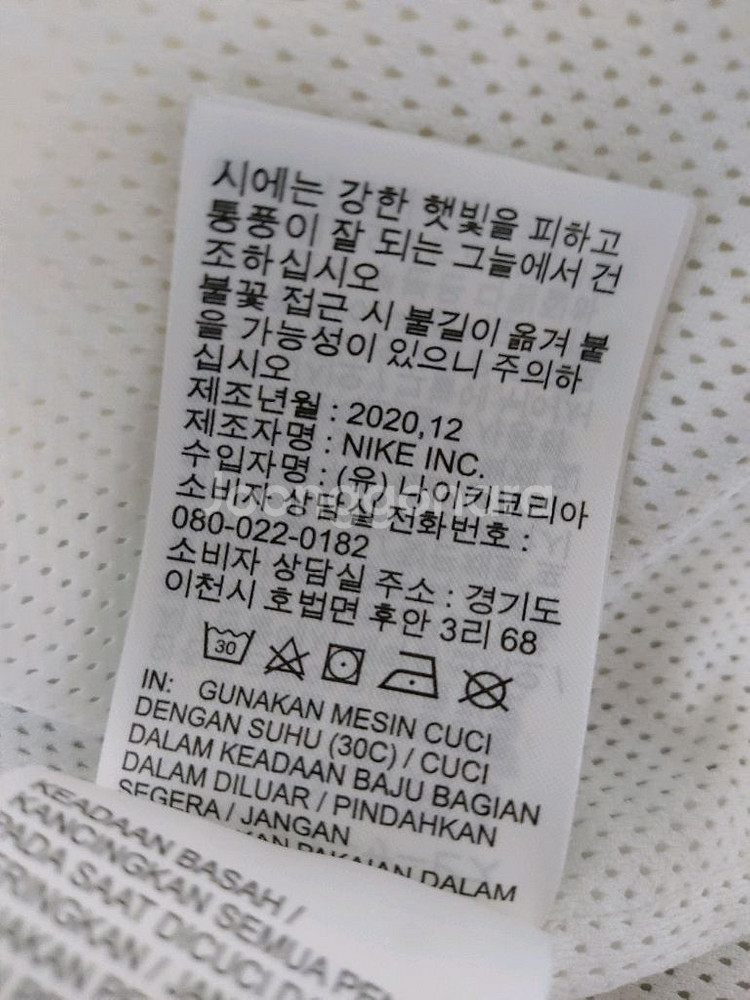 시에는 강한 햇빛을 피하고
통풍이 잘 되는 그늘에서 건
조하십시오
불꽃 접근 시 불길이 옮겨 붙
을 가능성이 있으니 주의하
십시오
제조년월 : 2020,12
제조자명 : NIKE INC.
수입자명 : (유) 나이키코리아
소비자 상담실 전화번호 :
080-022-0182
소비자 상담실 주소 : 경기도
이천시 호법면 후안 3리 68
30
IN: GUNAKAN MESIN CUCI
DENGAN SUHU (30C) / CUCI
DALAM KEADAAN BAJU BAGIAN
DALAM DILUAR / PINDAHKAN
SEGERA / JANGAN
PAKAIAN DALAM
KEADAAN BASAH /
KANCINGKAN SEMUA
PADA SAAT DICUCI
Joonggonara